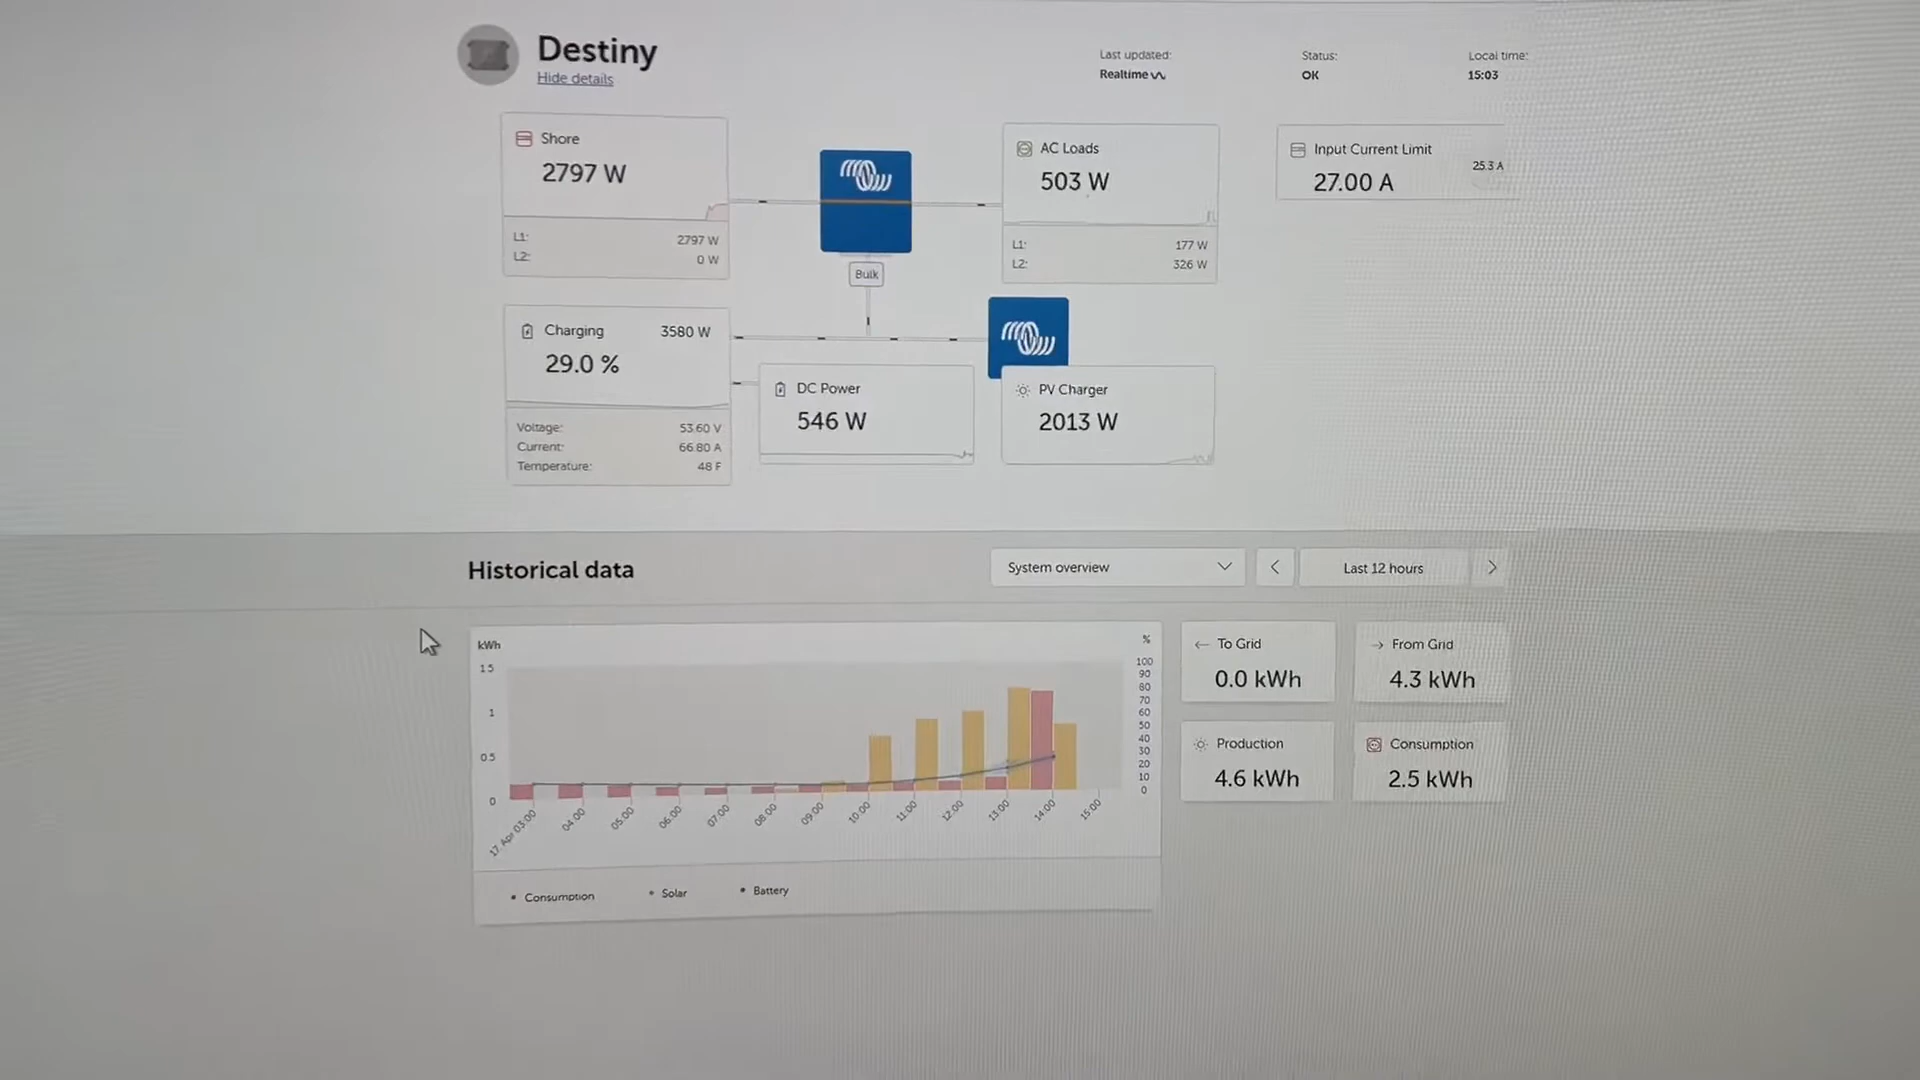 Destiny
Hide details
Last updated:
Realtime
Status:
OK
Local time:
15:03
Shore
2797 W
L1: 2797 W
L2: 0 W
Bulk
AC Loads
503 W
L1: 177 W
L2: 326 W
Input Current Limit
27.00 A
25.3 A
Charging 3580 W
29.0 %
Voltage: 53.60 V
Current: 66.80 A
Temperature: 48 F
DC Power
546 W
PV Charger
2013 W
Historical data
System overview
Last 12 hours
kWh
%
1.5
1
0.5
0
100
90
80
70
60
50
40
30
20
10
0
17. Apr 03:00
04:00
05:00
06:00
07:00
08:00
09:00
10:00
11:00
12:00
13:00
14:00
15:00
Consumption
Solar
Battery
To Grid
0.0 kWh
From Grid
4.3 kWh
Production
4.6 kWh
Consumption
2.5 kWh